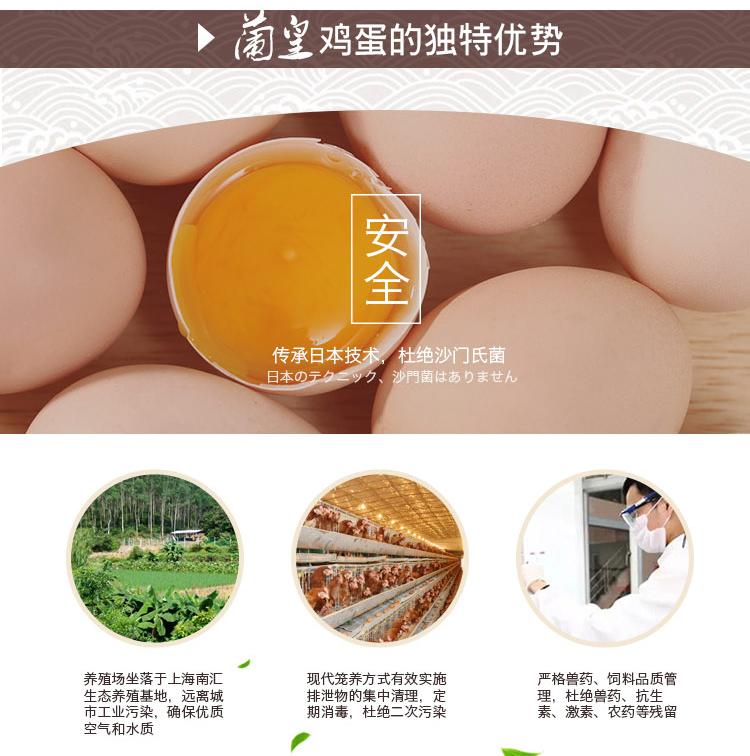 蘭皇鸡蛋的独特优势
安
全
传承日本技术，杜绝沙门氏菌
日本のテクニック、沙門菌はありません
养殖场坐落于上海南汇
生态养殖基地，远离城
市工业污染，确保优质
空气和水质
现代笼养方式有效实施
排泄物的集中清理，定
期消毒，杜绝二次污染
严格兽药、饲料品质管
理，杜绝兽药、抗生
素、激素、农药等残留